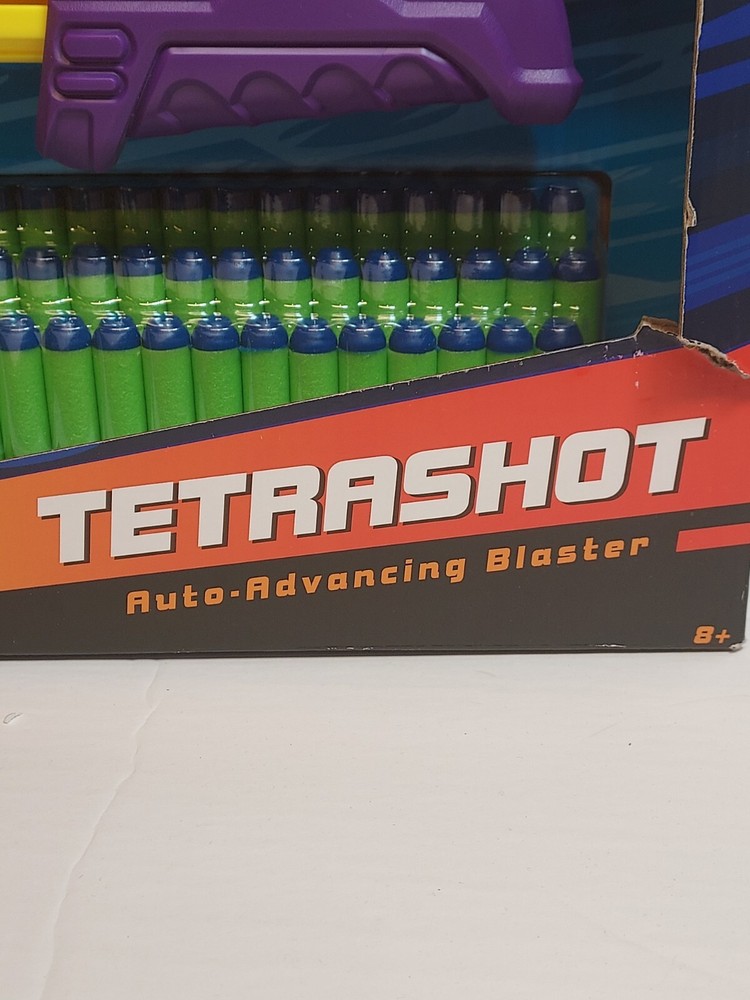 TETRASHOT
Auto-Advancing Blaster
8+